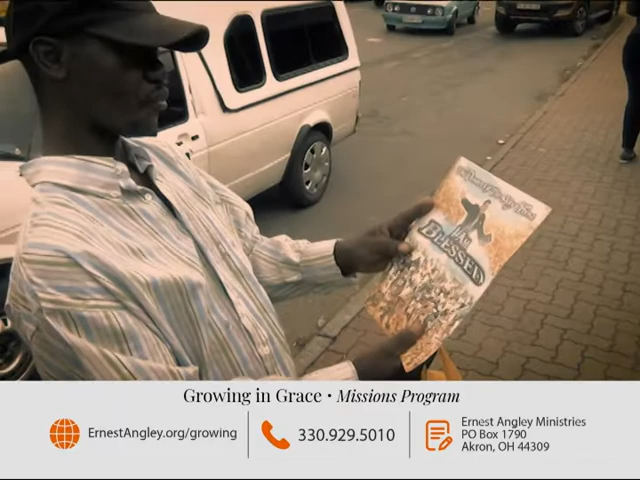 I Am
BLESSED
Growing in Grace • Missions Program
ErnestAngley.org/growing
330.929.5010
Ernest Angley Ministries
PO Box 1790
Akron, OH 44309